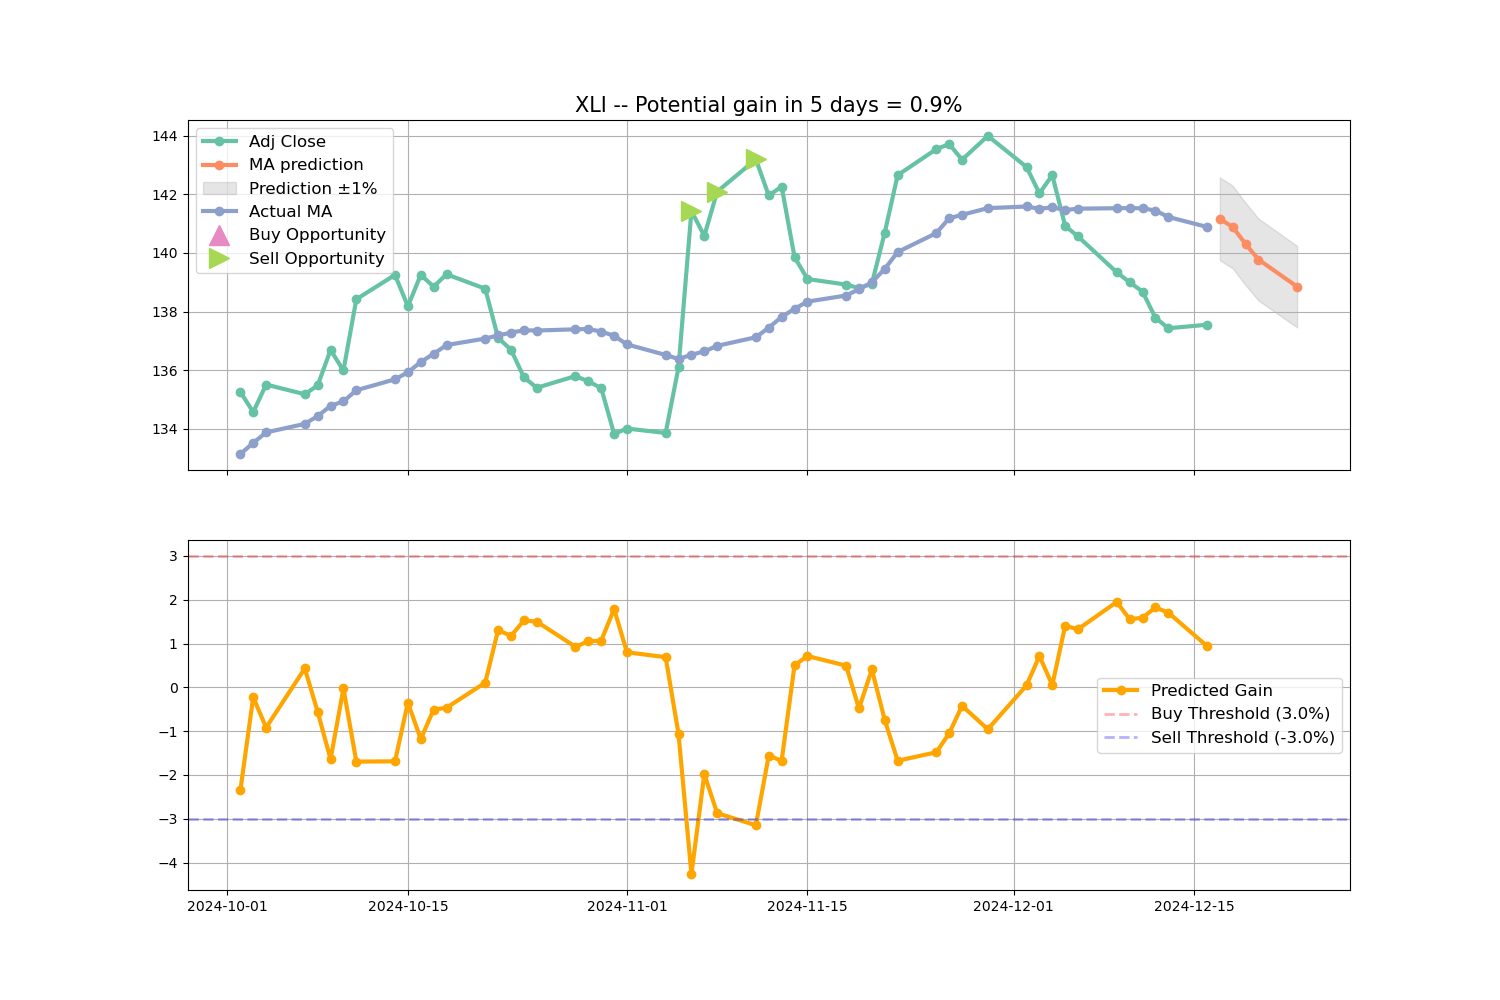 XLI -- Potential gain in 5 days = 0.9%
Adj Close
MA prediction
Prediction ±1%
Actual MA
Buy Opportunity
Sell Opportunity
144
142
140
138
136
134
3
2
1
0
−1
−2
−3
−4
Predicted Gain
Buy Threshold (3.0%)
Sell Threshold (-3.0%)
2024-10-01 2024-10-15 2024-11-01 2024-11-15 2024-12-01 2024-12-15